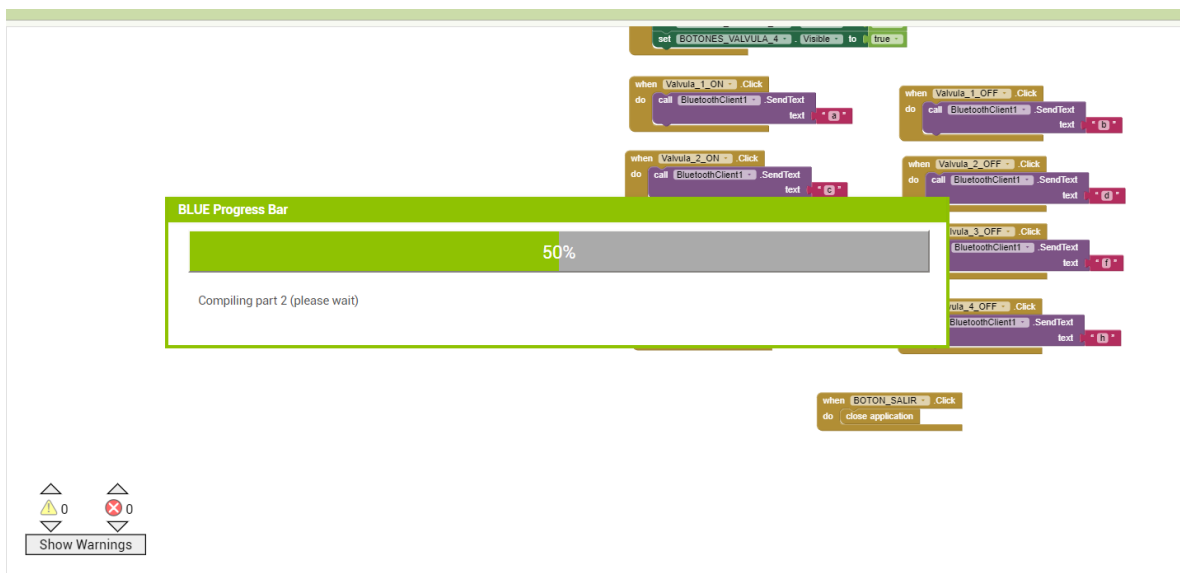 set BOTONES_VALVULA_4 . Visible to true
when Valvula_1_ON .Click
do call BluetoothClient1 .SendText
text " a "
when Valvula_1_OFF .Click
do call BluetoothClient1 .SendText
text " b "
when Valvula_2_ON .Click
do call BluetoothClient1 .SendText
text " c "
when Valvula_2_OFF .Click
do call BluetoothClient1 .SendText
text " d "
BLUE Progress Bar
50%
Compiling part 2 (please wait)
vula_3_OFF .Click
BluetoothClient1 .SendText
text " f "
vula_4_OFF .Click
BluetoothClient1 .SendText
text " h "
when BOTON_SALIR .Click
do close application
0 0
Show Warnings